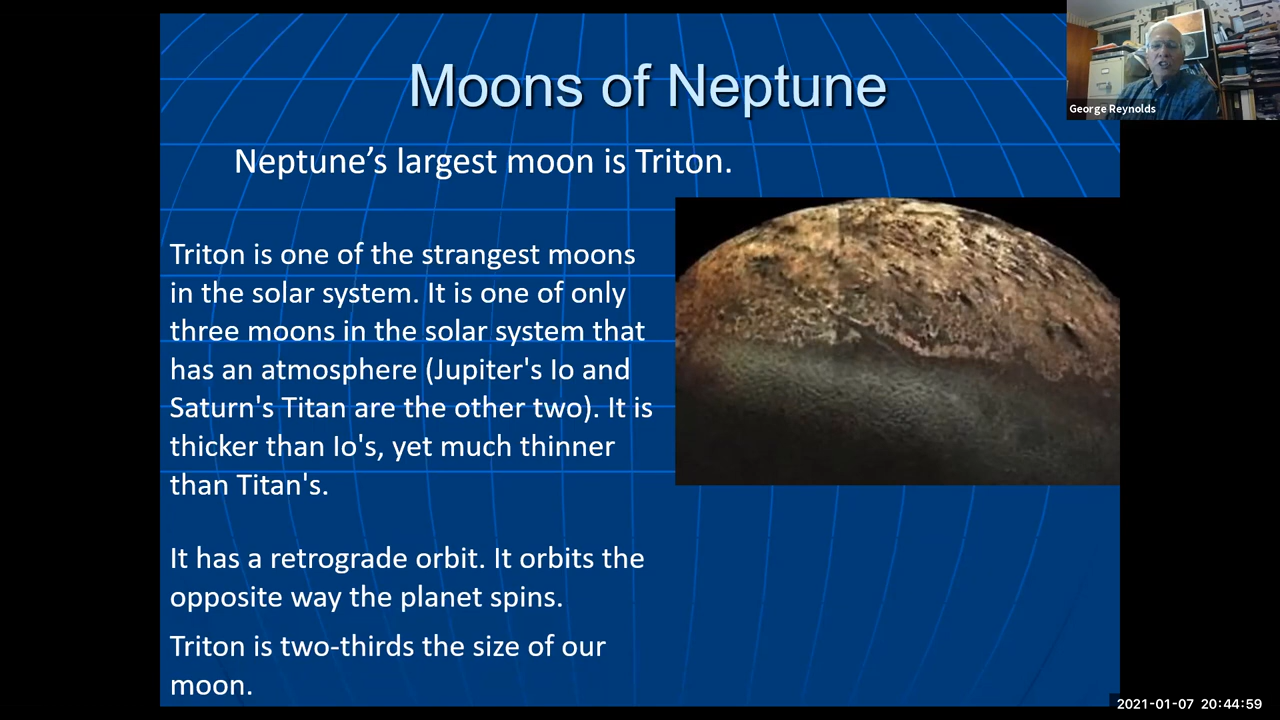 Moons of Neptune
George Reynolds
Neptune’s largest moon is Triton.
Triton is one of the strangest moons
in the solar system. It is one of only
three moons in the solar system that
has an atmosphere (Jupiter's Io and
Saturn's Titan are the other two). It is
thicker than Io's, yet much thinner
than Titan's.
It has a retrograde orbit. It orbits the
opposite way the planet spins.
Triton is two-thirds the size of our
moon.
2021-01-07 20:44:59